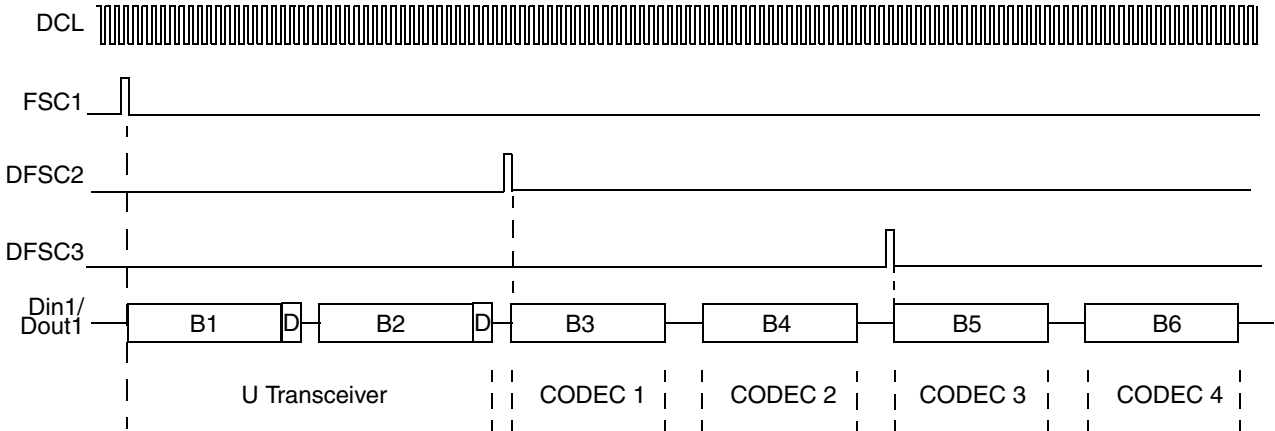 DCL
FSC1
DFSC2
DFSC3
Din1/
Dout1
B1 D B2 D B3 B4 B5 B6
U Transceiver CODEC 1 CODEC 2 CODEC 3 CODEC 4